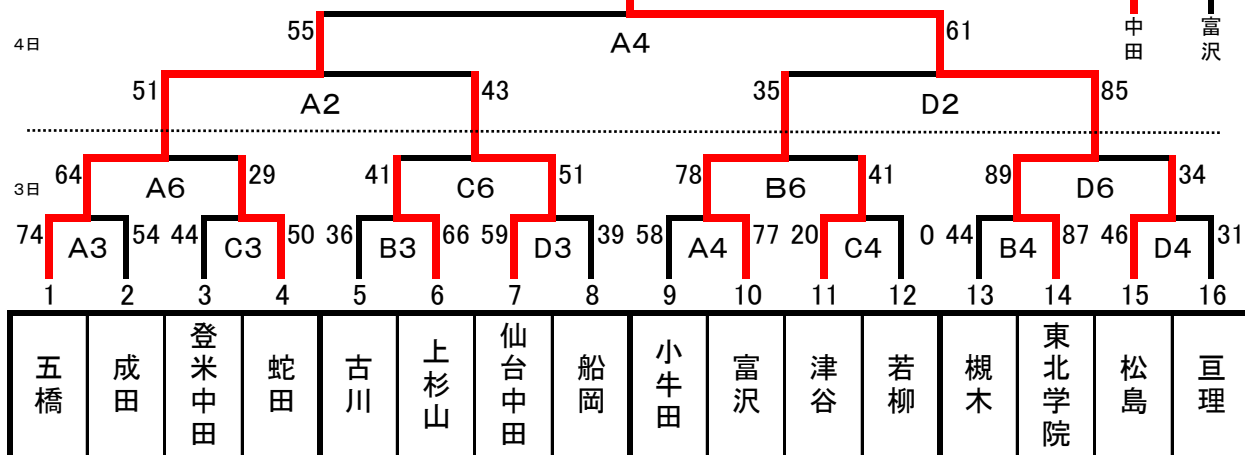 55 61 中田 富沢
4日 A4
51 43 35 85
A2 D2
64 29 41 51 78 41 89 34
3日 A6 C6 B6 D6
74 54 44 50 36 66 59 39 58 77 20 0 44 87 46 31
A3 C3 B3 D3 A4 C4 B4 D4
1 2 3 4 5 6 7 8 9 10 11 12 13 14 15 16
五橋 成田 登米中田 蛇田 古川 上杉山 仙台中田 船岡 小牛田 富沢 津谷 若柳 槻木 東北学院 松島 亘理